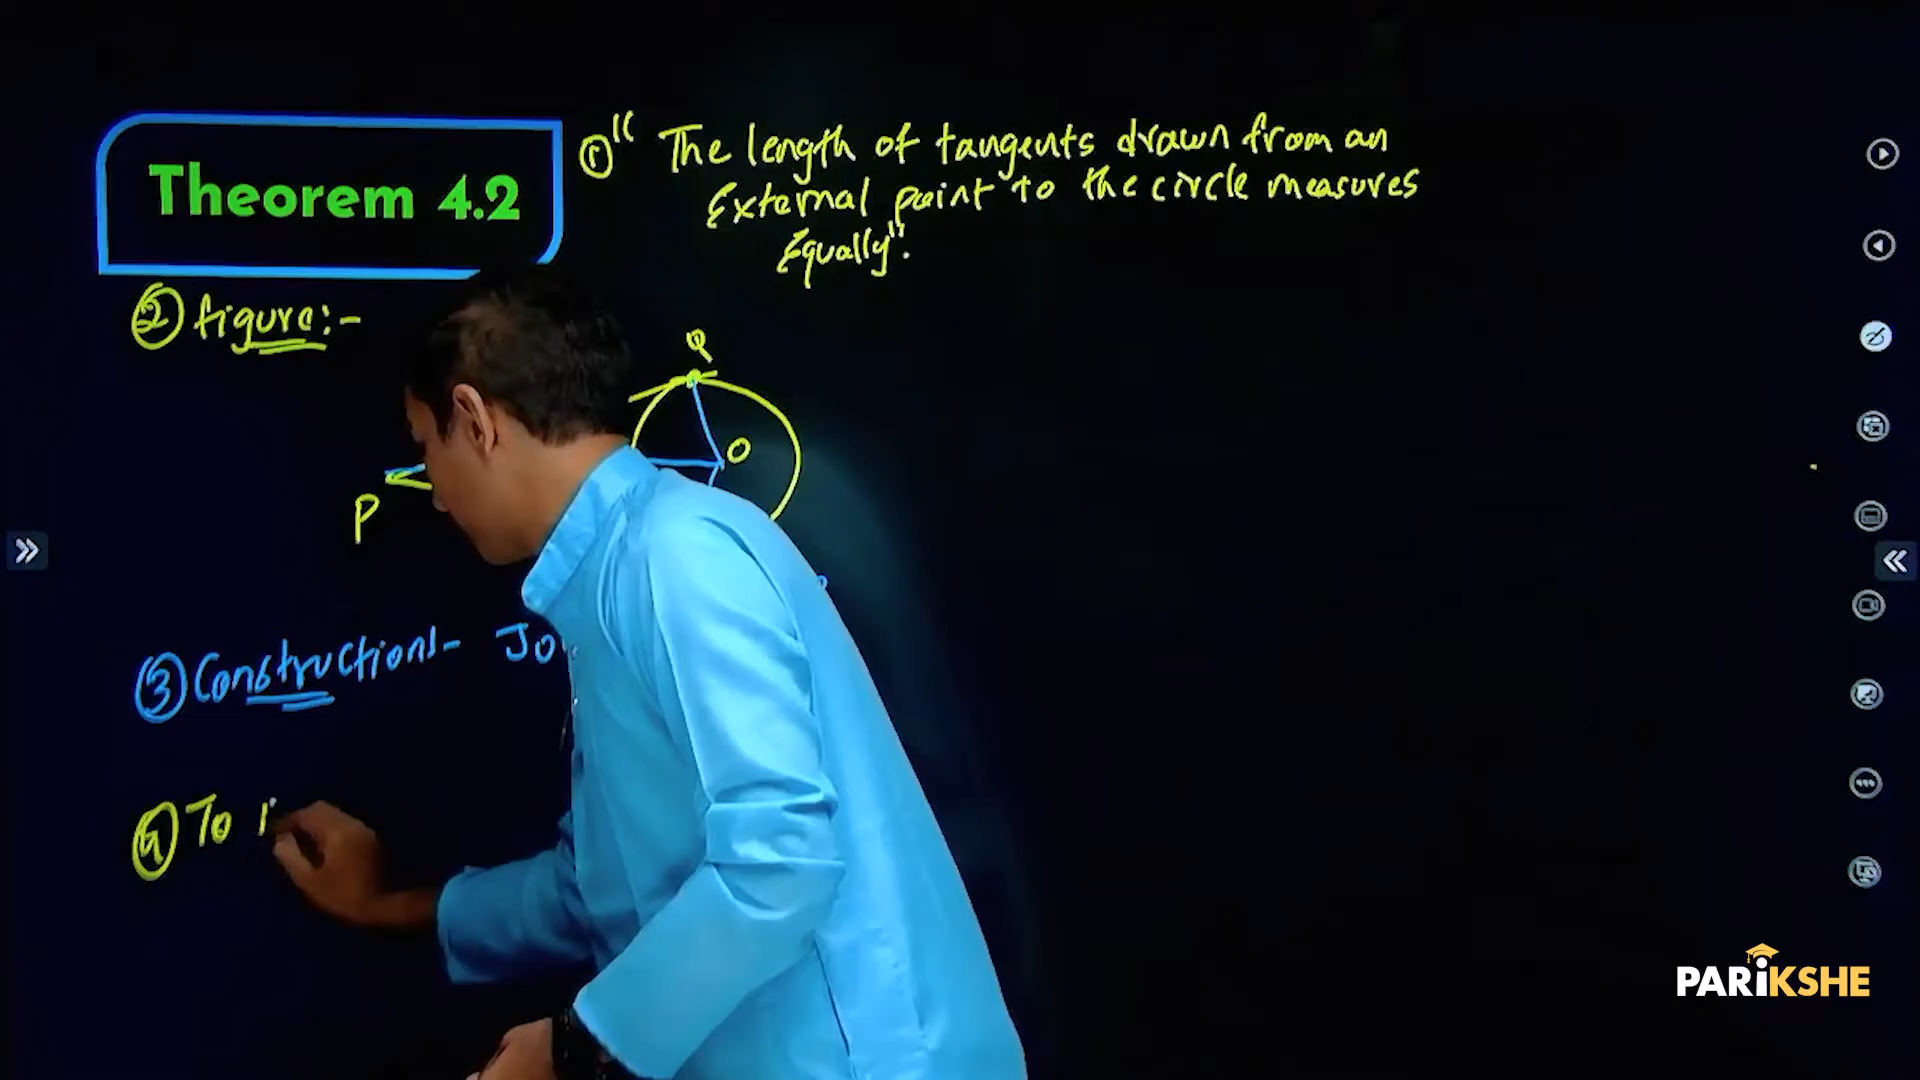 Theorem 4.2
① " The length of tangents drawn from an
External point to the circle measures
Equally".
② figure:-
Q
O
P
③ Construction:- Jo
④ To
PARiKSHE